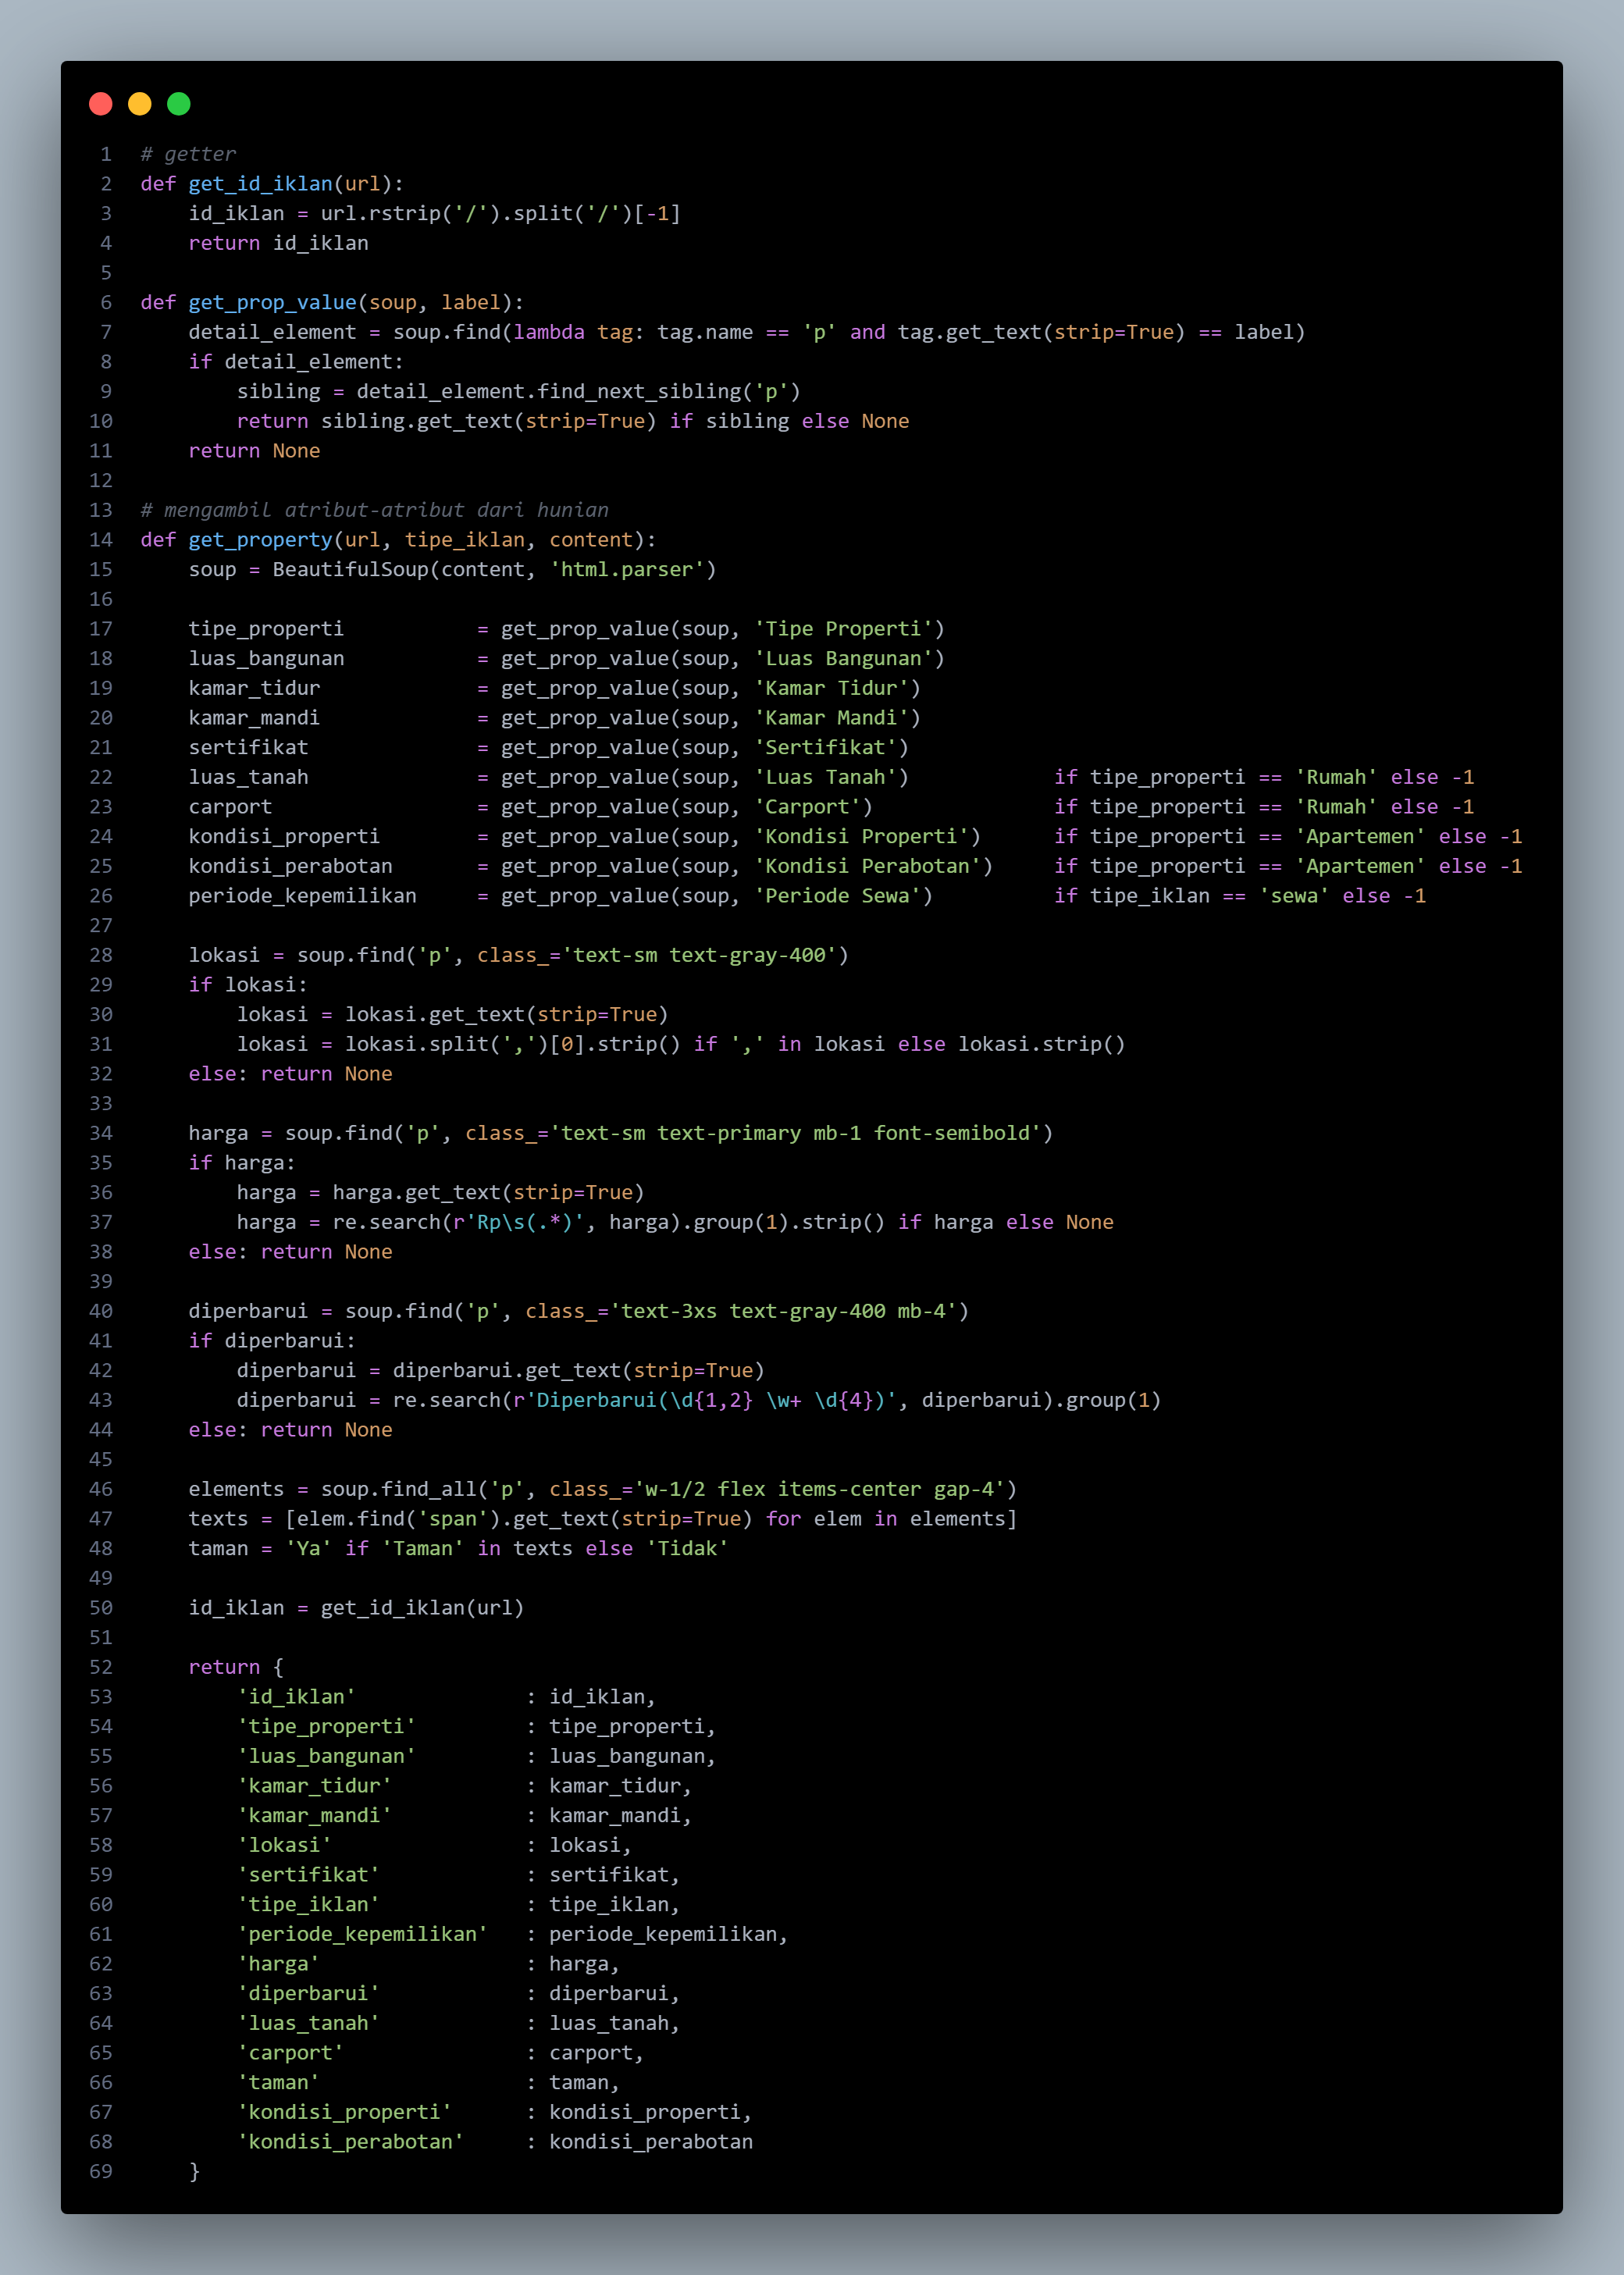 1 # getter
2 def get_id_iklan(url):
3     id_iklan = url.rstrip('/').split('/')[-1]
4     return id_iklan
5
6 def get_prop_value(soup, label):
7     detail_element = soup.find(lambda tag: tag.name == 'p' and tag.get_text(strip=True) == label)
8     if detail_element:
9         sibling = detail_element.find_next_sibling('p')
10         return sibling.get_text(strip=True) if sibling else None
11     return None
12
13 # mengambil atribut-atribut dari hunian
14 def get_property(url, tipe_iklan, content):
15     soup = BeautifulSoup(content, 'html.parser')
16
17     tipe_properti           = get_prop_value(soup, 'Tipe Properti')
18     luas_bangunan           = get_prop_value(soup, 'Luas Bangunan')
19     kamar_tidur             = get_prop_value(soup, 'Kamar Tidur')
20     kamar_mandi             = get_prop_value(soup, 'Kamar Mandi')
21     sertifikat              = get_prop_value(soup, 'Sertifikat')
22     luas_tanah              = get_prop_value(soup, 'Luas Tanah')            if tipe_properti == 'Rumah' else -1
23     carport                 = get_prop_value(soup, 'Carport')               if tipe_properti == 'Rumah' else -1
24     kondisi_properti        = get_prop_value(soup, 'Kondisi Properti')      if tipe_properti == 'Apartemen' else -1
25     kondisi_perabotan       = get_prop_value(soup, 'Kondisi Perabotan')     if tipe_properti == 'Apartemen' else -1
26     periode_kepemilikan     = get_prop_value(soup, 'Periode Sewa')          if tipe_iklan == 'sewa' else -1
27
28     lokasi = soup.find('p', class_='text-sm text-gray-400')
29     if lokasi:
30         lokasi = lokasi.get_text(strip=True)
31         lokasi = lokasi.split(',')[0].strip() if ',' in lokasi else lokasi.strip()
32     else: return None
33
34     harga = soup.find('p', class_='text-sm text-primary mb-1 font-semibold')
35     if harga:
36         harga = harga.get_text(strip=True)
37         harga = re.search(r'Rp\s(.*)', harga).group(1).strip() if harga else None
38     else: return None
39
40     diperbarui = soup.find('p', class_='text-3xs text-gray-400 mb-4')
41     if diperbarui:
42         diperbarui = diperbarui.get_text(strip=True)
43         diperbarui = re.search(r'Diperbarui(\d{1,2} \w+ \d{4})', diperbarui).group(1)
44     else: return None
45
46     elements = soup.find_all('p', class_='w-1/2 flex items-center gap-4')
47     texts = [elem.find('span').get_text(strip=True) for elem in elements]
48     taman = 'Ya' if 'Taman' in texts else 'Tidak'
49
50     id_iklan = get_id_iklan(url)
51
52     return {
53         'id_iklan'              : id_iklan,
54         'tipe_properti'         : tipe_properti,
55         'luas_bangunan'         : luas_bangunan,
56         'kamar_tidur'           : kamar_tidur,
57         'kamar_mandi'           : kamar_mandi,
58         'lokasi'                : lokasi,
59         'sertifikat'            : sertifikat,
60         'tipe_iklan'            : tipe_iklan,
61         'periode_kepemilikan'   : periode_kepemilikan,
62         'harga'                 : harga,
63         'diperbarui'            : diperbarui,
64         'luas_tanah'            : luas_tanah,
65         'carport'               : carport,
66         'taman'                 : taman,
67         'kondisi_properti'      : kondisi_properti,
68         'kondisi_perabotan'     : kondisi_perabotan
69     }